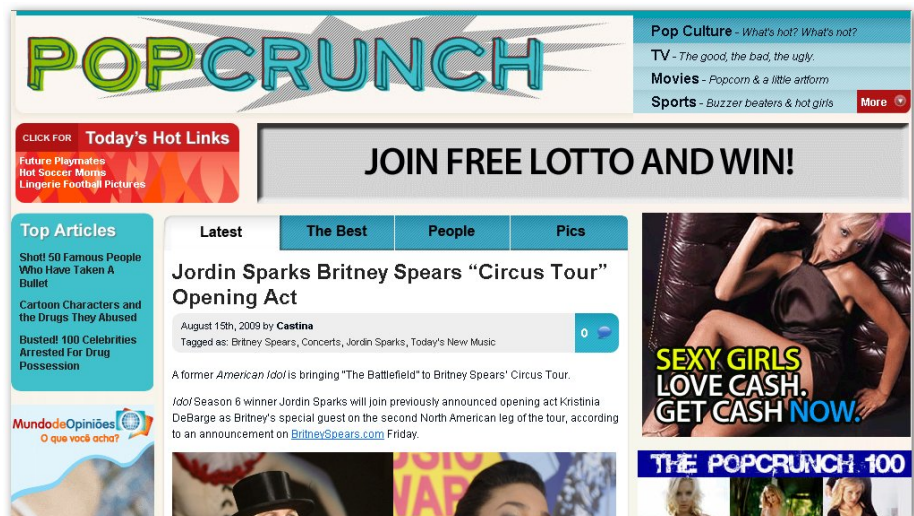 POPCRUNCH
Pop Culture - What's hot? What's not?
TV - The good, the bad, the ugly.
Movies - Popcorn & a little artform
Sports - Buzzer beaters & hot girls
More
CLICK FOR Today's Hot Links
Future Playmates
Hot Soccer Moms
Lingerie Football Pictures
JOIN FREE LOTTO AND WIN!
Top Articles
Shot! 50 Famous People
Who Have Taken A
Bullet
Cartoon Characters and
the Drugs They Abused
Busted! 100 Celebrities
Arrested For Drug
Possession
MundodeOpiniões
O que você acha?
Latest
The Best
People
Pics
Jordin Sparks Britney Spears “Circus Tour”
Opening Act
August 15th, 2009 by Castina
Tagged as: Britney Spears, Concerts, Jordin Sparks, Today's New Music
0
A former American Idol is bringing "The Battlefield" to Britney Spears' Circus Tour.
Idol Season 6 winner Jordin Sparks will join previously announced opening act Kristinia
DeBarge as Britney's special guest on the second North American leg of the tour, according
to an announcement on BritneySpears.com Friday.
SEXY GIRLS
LOVE CASH.
GET CASH NOW.
THE POPCRUNCH 100